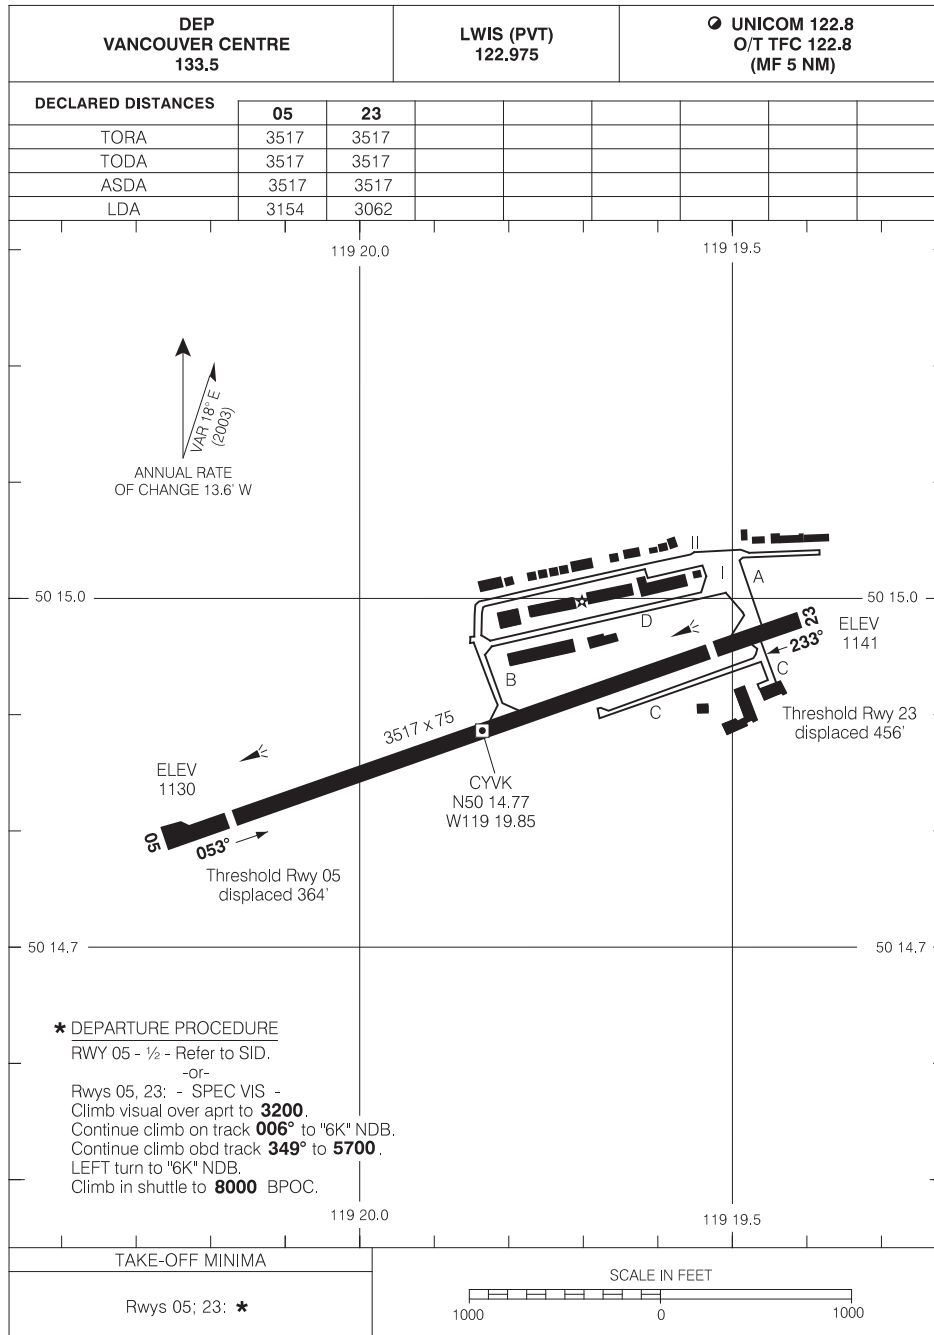 DEP
VANCOUVER CENTRE
133.5
LWIS (PVT)
122.975
UNICOM 122.8
O/T TFC 122.8
(MF 5 NM)
DECLARED DISTANCES
05 23
TORA 3517 3517
TODA 3517 3517
ASDA 3517 3517
LDA 3154 3062
119 20.0 119 19.5
VAR 18° E
(2003)
ANNUAL RATE
OF CHANGE 13.6' W
II
I A
50 15.0 50 15.0
D
23
ELEV
1141
233°
B
C
C
Threshold Rwy 23
displaced 456'
3517 x 75
ELEV
1130
CYVK
N50 14.77
W119 19.85
05
053°
Threshold Rwy 05
displaced 364'
50 14.7 50 14.7
* DEPARTURE PROCEDURE
RWY 05 - ½ - Refer to SID.
-or-
Rwys 05, 23: - SPEC VIS -
Climb visual over aprt to 3200.
Continue climb on track 006° to "6K" NDB.
Continue climb obd track 349° to 5700.
LEFT turn to "6K" NDB.
Climb in shuttle to 8000 BPOC.
119 20.0 119 19.5
TAKE-OFF MINIMA
Rwys 05; 23: *
SCALE IN FEET
1000 0 1000